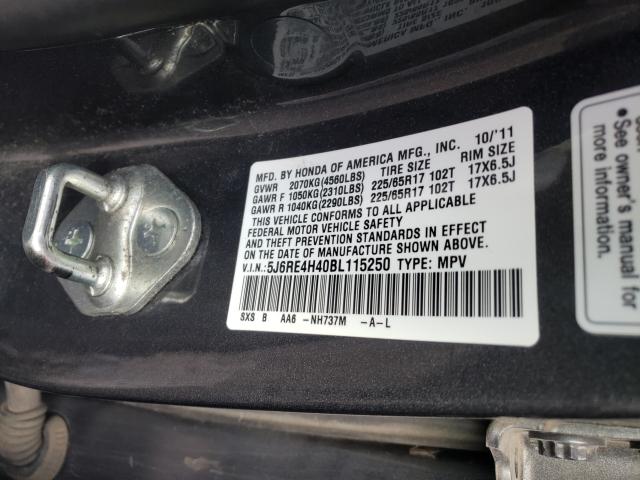 MFD. BY HONDA OF AMERICA MFG., INC. 10/'11
GVWR 2070KG(4560LBS) TIRE SIZE RIM SIZE
GAWR F 1050KG(2310LBS) 225/65R17 102T 17X6.5J
GAWR R 1040KG(2290LBS) 225/65R17 102T 17X6.5J
THIS VEHICLE CONFORMS TO ALL APPLICABLE
FEDERAL MOTOR VEHICLE SAFETY
AND THEFT PREVENTION STANDARDS IN EFFECT
ON THE DATE OF MANUFACTURE SHOWN ABOVE.
V.I.N.: 5J6RE4H40BL115250 TYPE: MPV
SXS B AA6 -NH737M -A-L
• See owner's
manual for
more information.